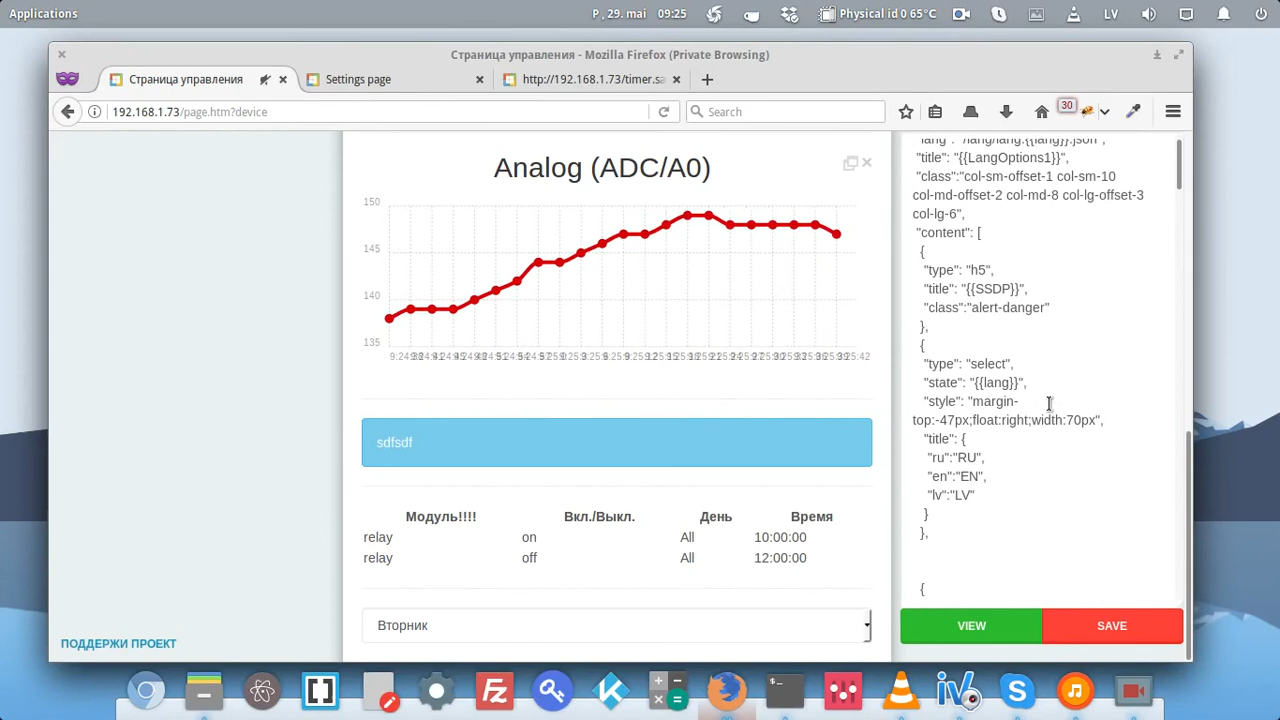 Applications
P , 29. mai 09:25
Physical id 0 65°C
LV
Страница управления - Mozilla Firefox (Private Browsing)
Страница управления
Settings page
http://192.168.1.73/timer.sa
192.168.1.73/page.htm?device
Search
30
Analog (ADC/A0)
150
145
140
135
sdfsdf
Модуль!!!! Вкл./Выкл. День Время
relay on All 10:00:00
relay off All 12:00:00
Вторник
ПОДДЕРЖИ ПРОЕКТ
"lang": "/lang/lang.{{lang}}.json",
"title": "{{LangOptions1}}",
"class":"col-sm-offset-1 col-sm-10
col-md-offset-2 col-md-8 col-lg-offset-3
col-lg-6",
"content": [
{
"type": "h5",
"title": "{{SSDP}}",
"class":"alert-danger"
},
{
"type": "select",
"state": "{{lang}}",
"style": "margin-
top:-47px;float:right;width:70px",
"title": {
"ru":"RU",
"en":"EN",
"lv":"LV"
}
},
{
VIEW
SAVE